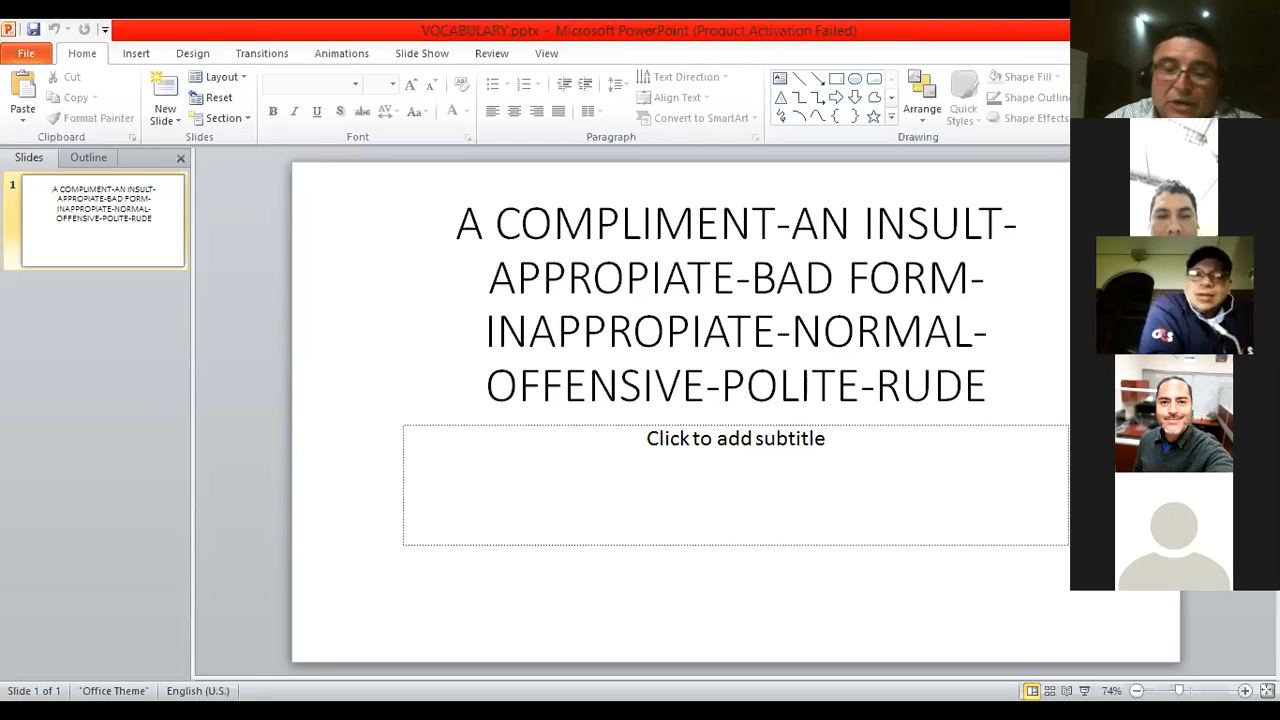 VOCABULARY.pptx - Microsoft PowerPoint (Product Activation Failed)
File Home Insert Design Transitions Animations Slide Show Review View
Paste
Cut
Copy
Format Painter
Clipboard
New Slide
Layout
Reset
Section
Slides
Font
Text Direction
Align Text
Convert to SmartArt
Paragraph
Arrange
Quick Styles
Shape Fill
Shape Outlin
Shape Effects
Drawing
Slides Outline
1
A COMPLIMENT-AN INSULT-
APPROPIATE-BAD FORM-
INAPPROPIATE-NORMAL-
OFFENSIVE-POLITE-RUDE
A COMPLIMENT-AN INSULT-
APPROPIATE-BAD FORM-
INAPPROPIATE-NORMAL-
OFFENSIVE-POLITE-RUDE
Click to add subtitle
Slide 1 of 1 "Office Theme" English (U.S.) 74%